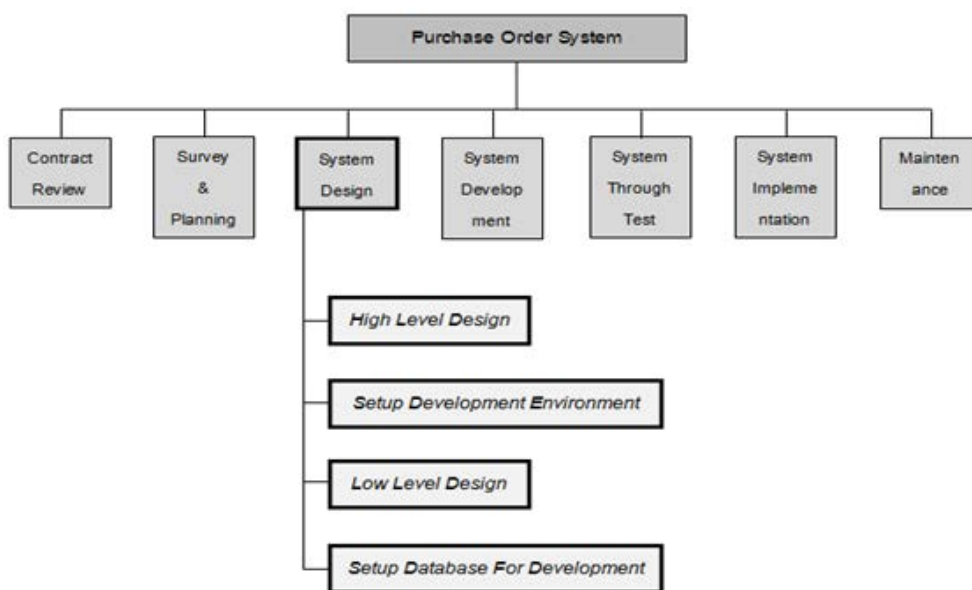 Purchase Order System
Contract
Review
Survey
&
Planning
System
Design
System
Develop
ment
System
Through
Test
System
Impleme
ntation
Mainten
ance
High Level Design
Setup Development Environment
Low Level Design
Setup Database For Development